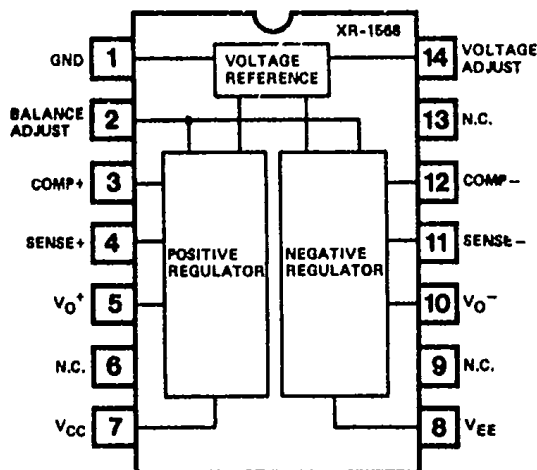 XR-1568
GND 1
VOLTAGE REFERENCE
14 VOLTAGE ADJUST
BALANCE ADJUST 2
13 N.C.
COMP+ 3
12 COMP−
SENSE+ 4
11 SENSE−
POSITIVE REGULATOR
NEGATIVE REGULATOR
VO+ 5
10 VO−
N.C. 6
9 N.C.
VCC 7
8 VEE